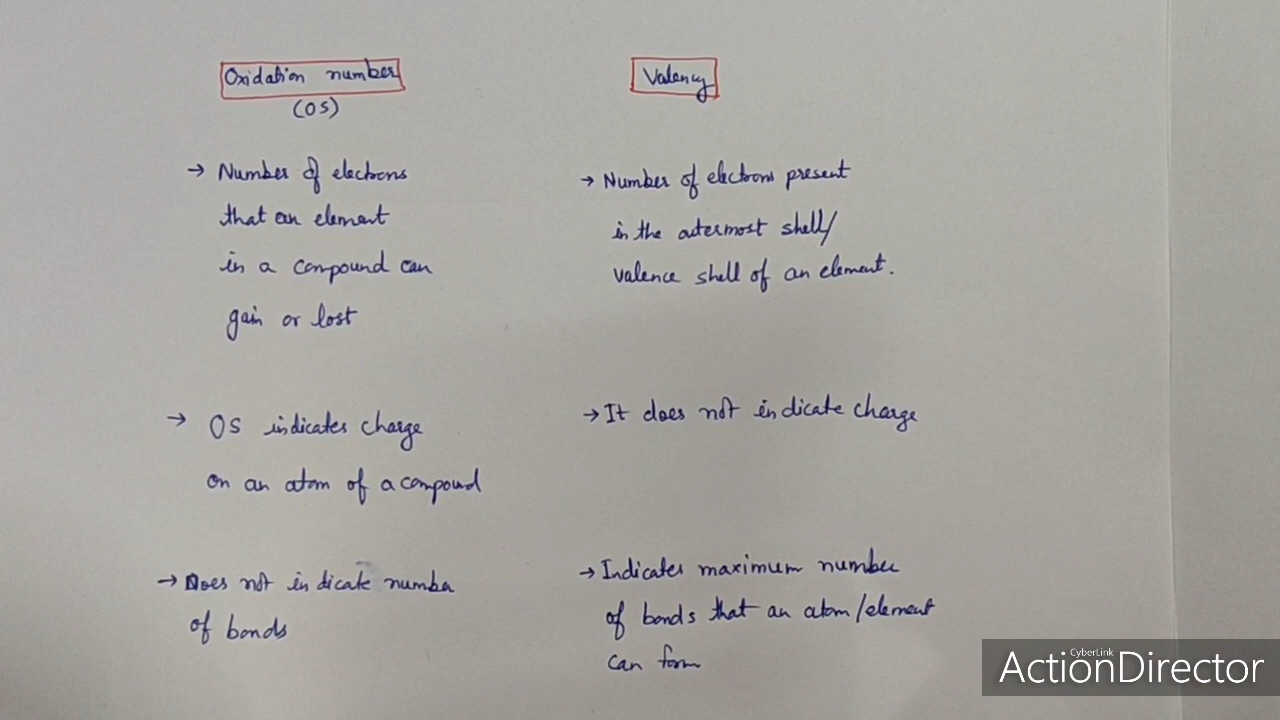 Oxidation number
(OS)
→ Number of electrons
that an element
in a compound can
gain or lost
→ OS indicates charge
on an atom of a compound
→ Does not indicate number
of bonds
Valency
→ Number of electrons present
in the outermost shell/
valence shell of an element.
→ It does not indicate charge
→ Indicates maximum number
of bonds that an atom/element
can form
CyberLink
ActionDirector